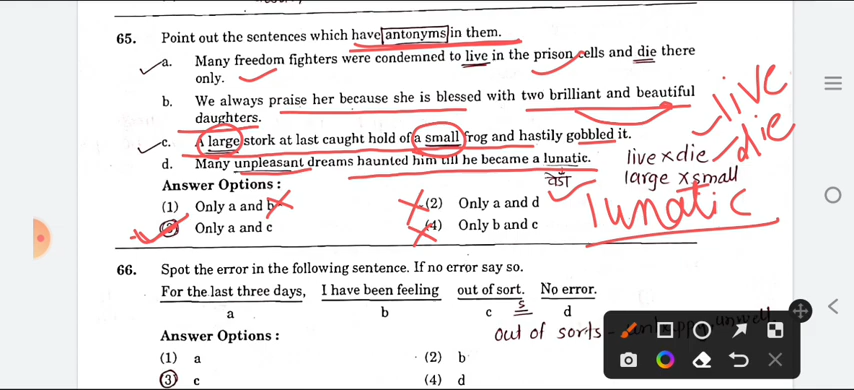 65. Point out the sentences which have antonyms in them.
a. Many freedom fighters were condemned to live in the prison cells and die there
only.
b. We always praise her because she is blessed with two brilliant and beautiful
daughters.
c. A large stork at last caught hold of a small frog and hastily gobbled it.
d. Many unpleasant dreams haunted him till he became a lunatic.
वेडा
live x die
large x small
live
die
lunatic
Answer Options :
(1) Only a and b (2) Only a and d
(3) Only a and c (4) Only b and c
66. Spot the error in the following sentence. If no error say so.
For the last three days, I have been feeling out of sort. No error.
a b c s d
out of sorts - unwell
Answer Options :
(1) a (2) b
(3) c (4) d